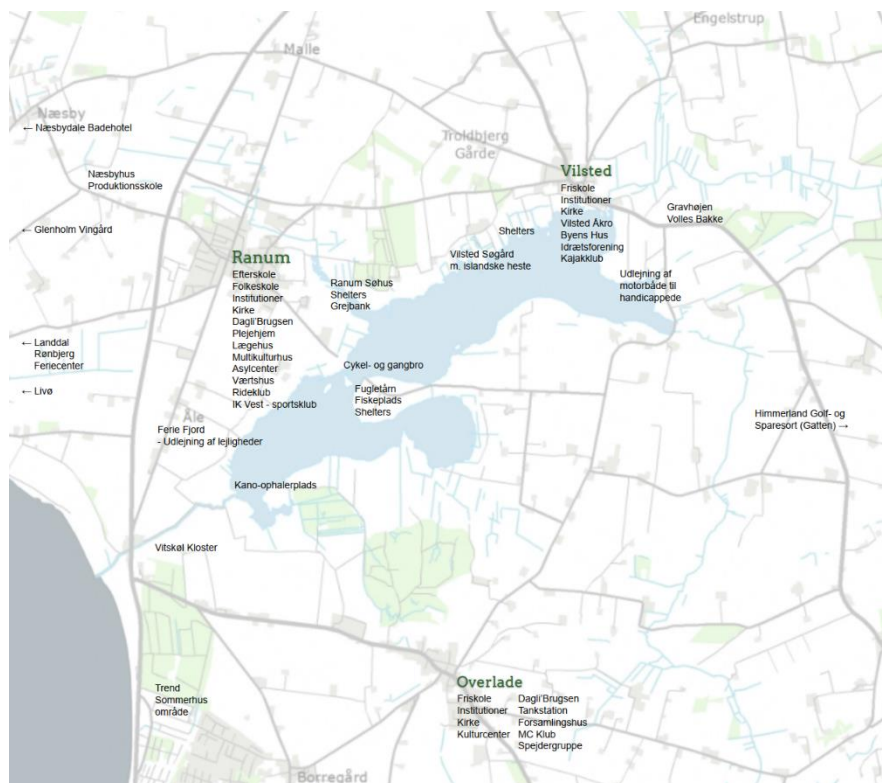 Engelstrup
Malle
Næsby
← Næsbydale Badehotel
Troldbjerg
Gårde
Vilsted
Friskole
Institutioner
Kirke
Vilsted Åkro
Byens Hus
Idrætsforening
Kajakklub
Næsbyhus
Produktionsskole
Gravhøjen
Volles Bakke
← Glenholm Vingård
Shelters
Ranum
Efterskole
Folkeskole
Institutioner
Kirke
Dagli'Brugsen
Plejehjem
Lægehus
Multikulturhus
Asylcenter
Værtshus
Rideklub
IK Vest - sportsklub
Vilsted Søgård
m. islandske heste
Ranum Søhus
Shelters
Grejbank
Udlejning af
motorbåde til
handicappede
← Landdal
Rønbjerg
Feriecenter
← Livø
Cykel- og gangbro
Fugletårn
Fiskeplads
Shelters
Åle
Ferie Fjord
- Udlejning af lejligheder
Himmerland Golf- og
Sparesort (Gatten) →
Kano-ophalerplads
Vitskøl Kloster
Trend
Sommerhus
område
Overlade
Friskole
Institutioner
Kirke
Kulturcenter
Dagli'Brugsen
Tankstation
Forsamlingshus
MC Klub
Spejdergruppe
Borregård